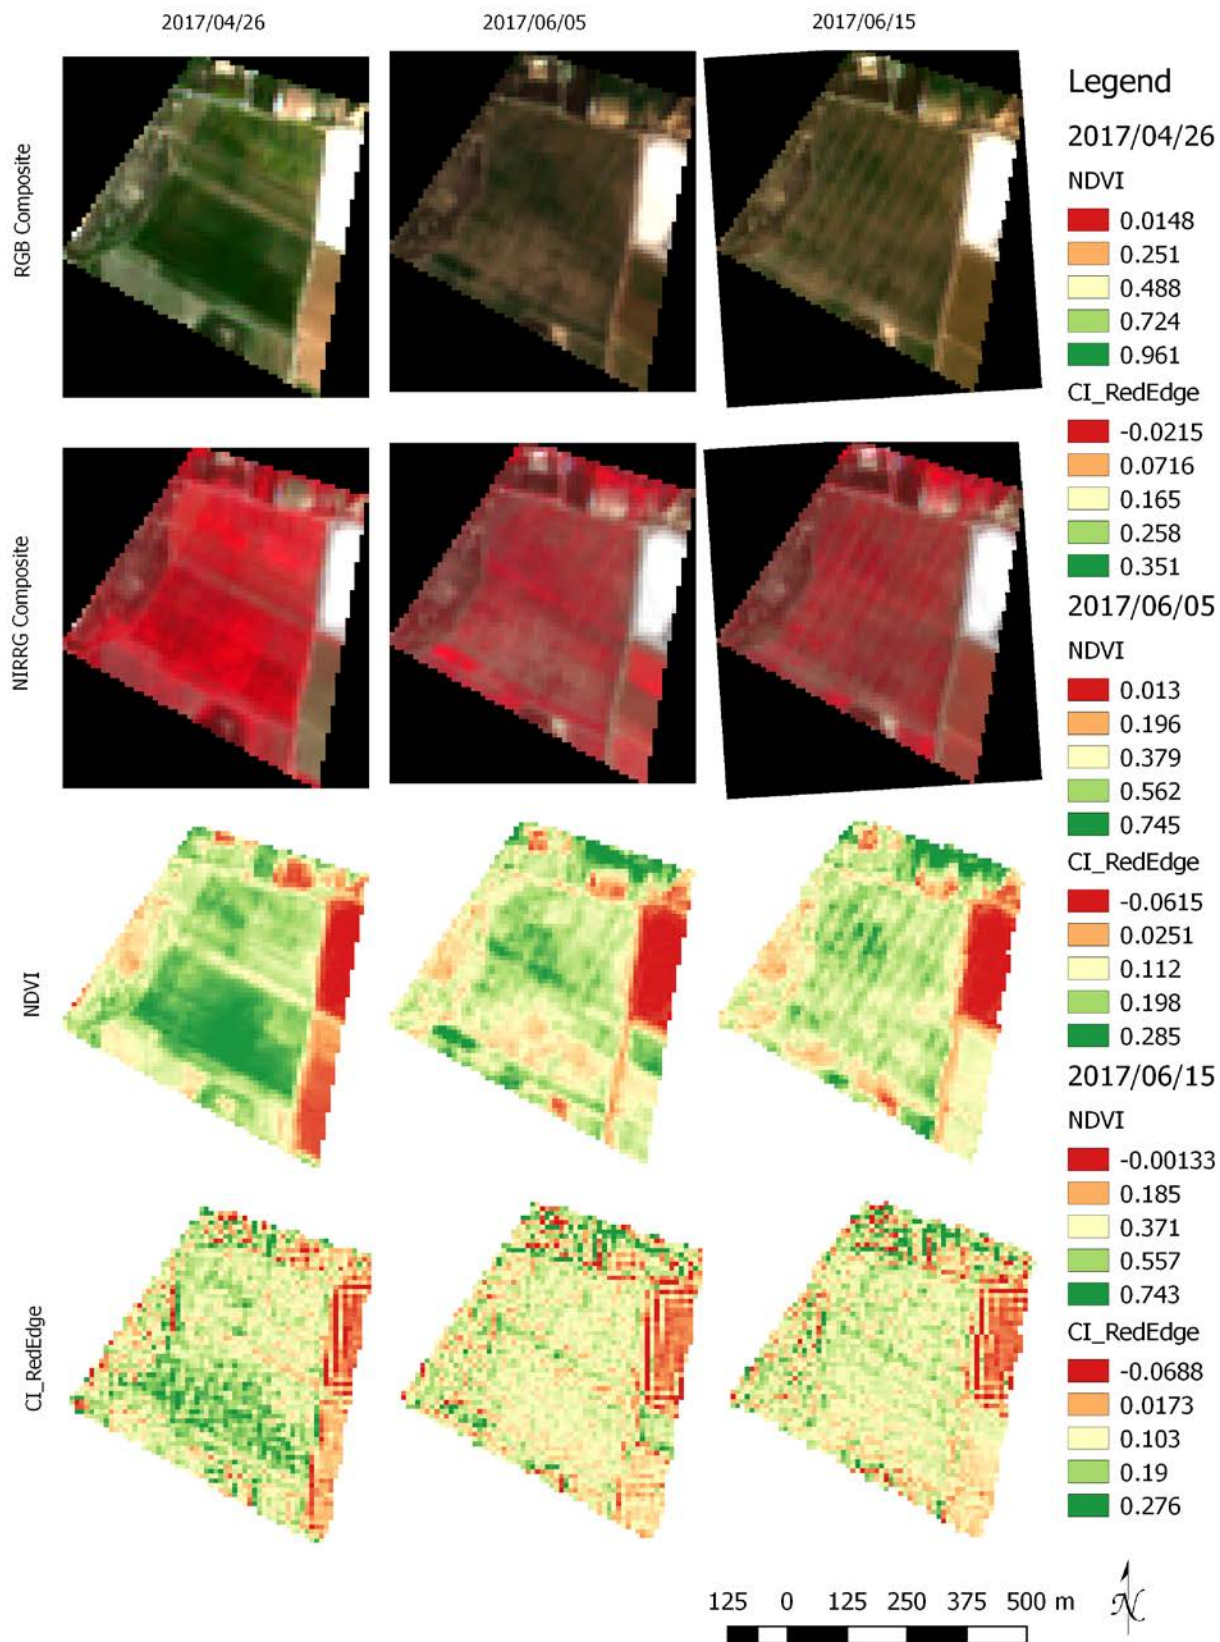 2017/04/26
2017/06/05
2017/06/15
RGB Composite
NIRRG Composite
NDVI
CI_RedEdge
Legend
2017/04/26
NDVI
0.0148
0.251
0.488
0.724
0.961
CI_RedEdge
-0.0215
0.0716
0.165
0.258
0.351
2017/06/05
NDVI
0.013
0.196
0.379
0.562
0.745
CI_RedEdge
-0.0615
0.0251
0.112
0.198
0.285
2017/06/15
NDVI
-0.00133
0.185
0.371
0.557
0.743
CI_RedEdge
-0.0688
0.0173
0.103
0.19
0.276
125 0 125 250 375 500 m
N